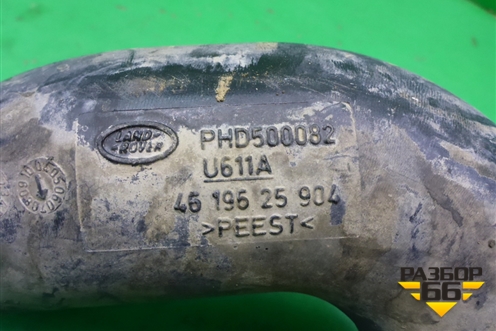 LAND
ROVER
PHD500082
U611A
46 196 25 904
>PEEST<
РАЗБОР
66